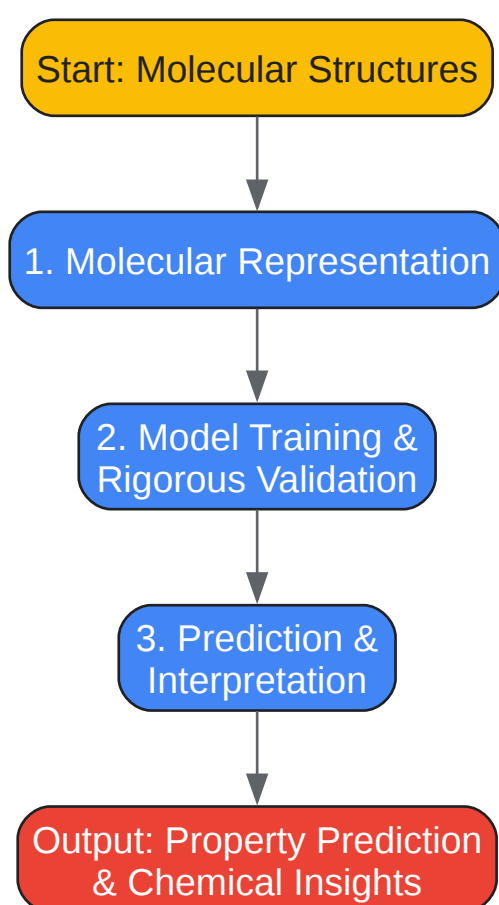 Start: Molecular Structures
1. Molecular Representation
2. Model Training &
Rigorous Validation
3. Prediction &
Interpretation
Output: Property Prediction
& Chemical Insights